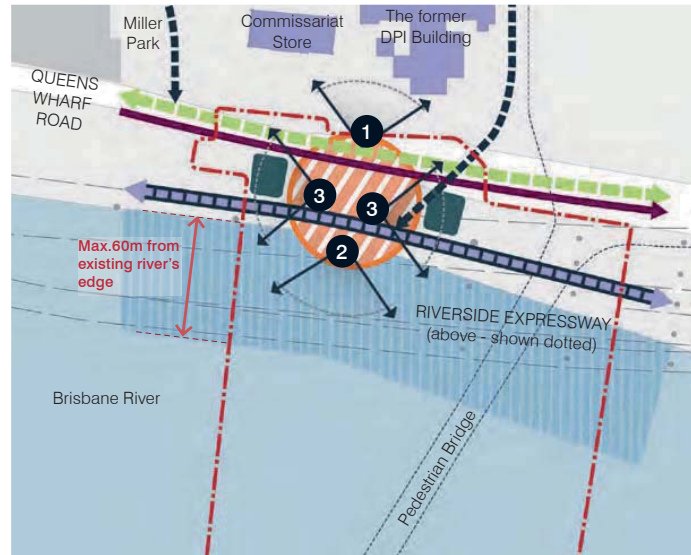 Miller
Park
Commissariat
Store
The former
DPI Building
QUEENS
WHARF
ROAD
1
3
3
2
Max.60m from
existing river's
edge
RIVERSIDE EXPRESSWAY
(above - shown dotted)
Brisbane River
Pedestrian Bridge